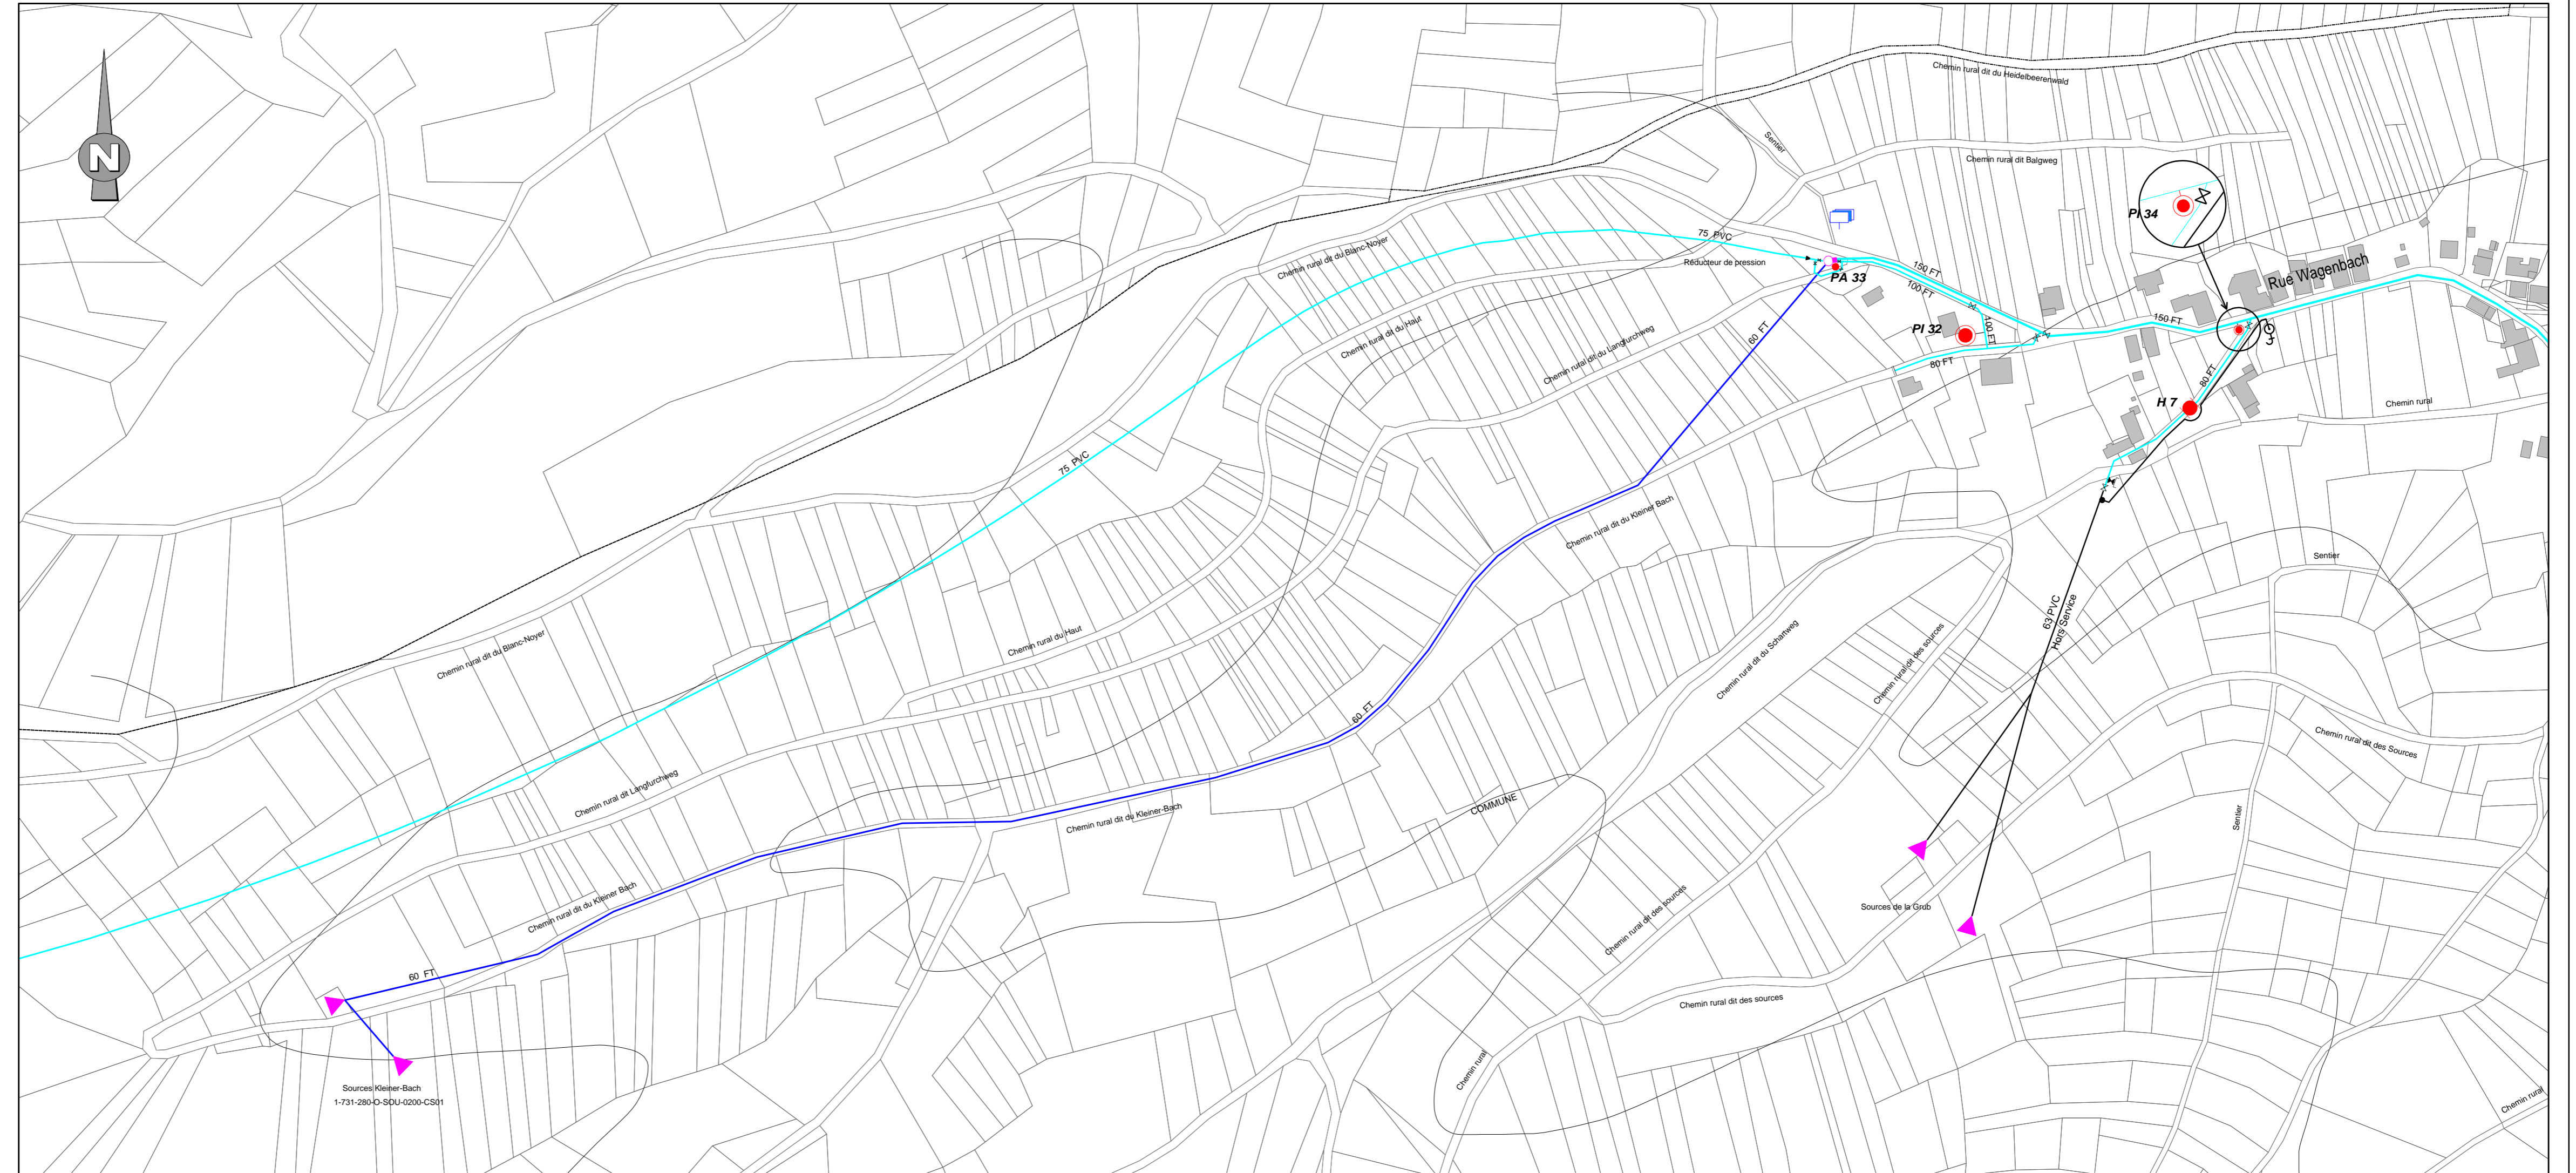 Chemin rural dit du Heidelbeerenwald
N
Sentier
Chemin rural dit Balgweg
PI 34
75 PVC
Chemin rural dit du Blanc-Noyer
Réducteur de pression
PA 33
150 FT
100 FT
Rue Wagenbach
Chemin rural dit du Haut
60 FT
PI 32
100 FT
150 FT
Chemin rural dit du Langfurchweg
80 FT
80 FT
H 7
Chemin rural
75 PVC
Chemin rural dit du Kleiner Bach
Sentier
63 PVC
Hors Service
Chemin rural dit du Blanc-Noyer
Chemin rural du Haut
Chemin rural dit du Schartweg
Chemin rural dit des sources
60 FT
Chemin rural dit des Sources
Chemin rural dit Langfurchweg
COMMUNE
Chemin rural dit du Kleiner-Bach
Sentier
Chemin rural dit du Kleiner Bach
Chemin rural dit des sources
Sources de la Grub
60 FT
Chemin rural dit des sources
Chemin rural
Sources Kleiner-Bach
1-731-280-O-SOU-0200-CS01
Chemin rural